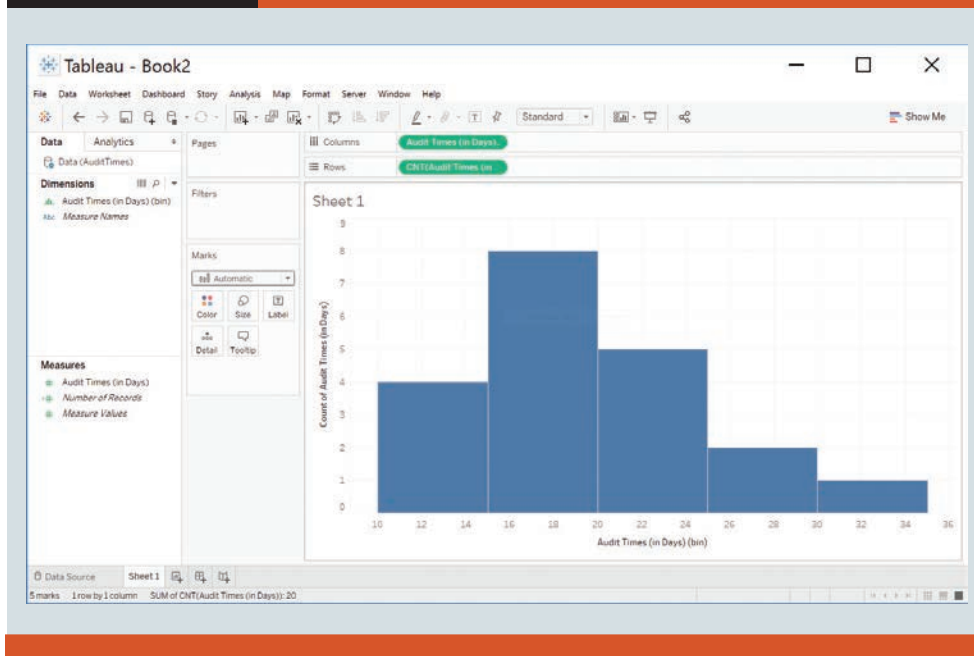 Tableau - Book2
File Data Worksheet Dashboard Story Analysis Map Format Server Window Help
Standard
Show Me
Data Analytics
Data (AuditTimes)
Dimensions
Audit Times (in Days) (bin)
Abc Measure Names
Measures
Audit Times (in Days)
Number of Records
Measure Values
Pages
Filters
Marks
Automatic
Color Size Label
Detail Tooltip
Columns Audit Times (in Days)..
Rows CNT(Audit Times (in
Sheet 1
Count of Audit Times (in Days)
9
8
7
6
5
4
3
2
1
0
10 12 14 16 18 20 22 24 26 28 30 32 34 36
Audit Times (in Days) (bin)
Data Source Sheet 1
5 marks 1 row by 1 column SUM of CNT(Audit Times (in Days)): 20